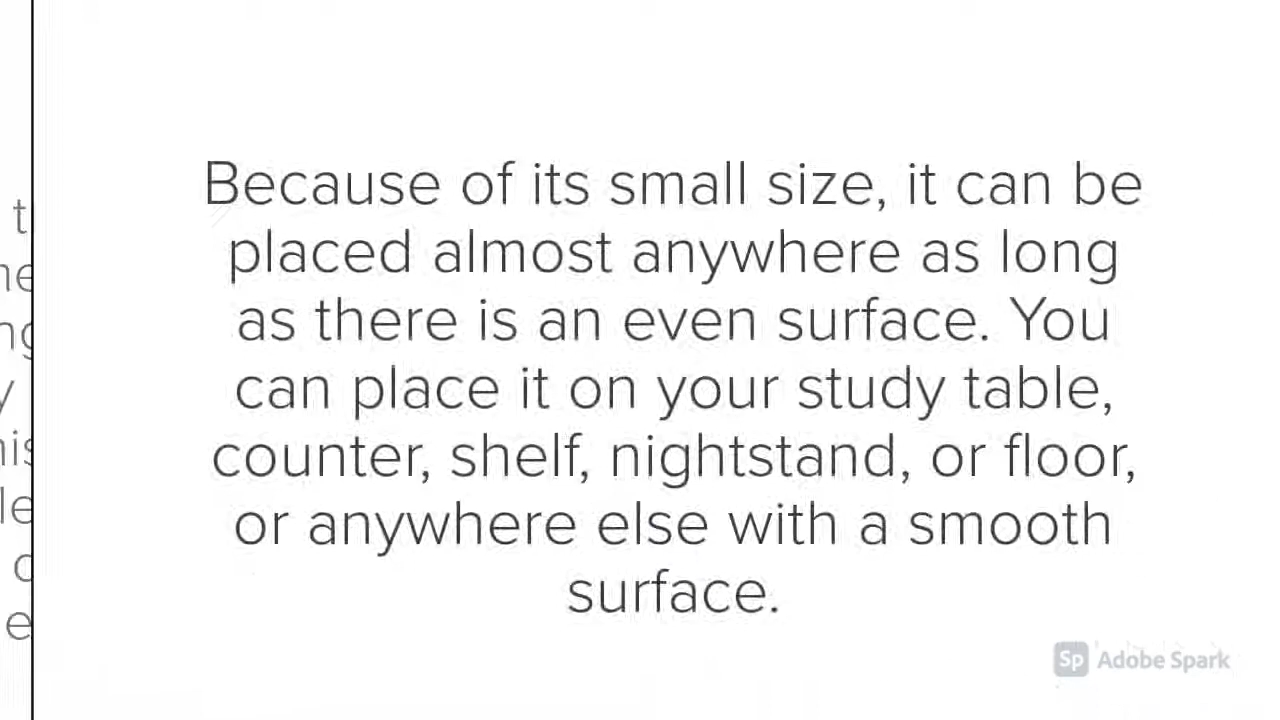 Because of its small size, it can be
placed almost anywhere as long
as there is an even surface. You
can place it on your study table,
counter, shelf, nightstand, or floor,
or anywhere else with a smooth
surface.
Sp Adobe Spark